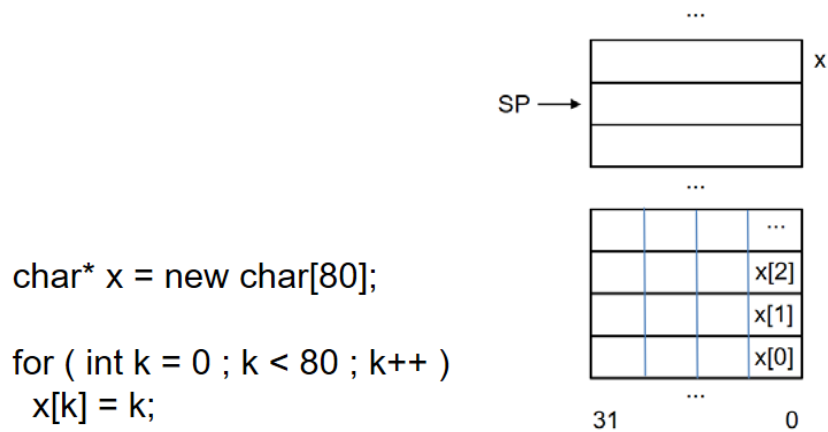 ...
x
SP
...
...
x[2]
x[1]
x[0]
...
31 0
char* x = new char[80];
for ( int k = 0 ; k < 80 ; k++ )
x[k] = k;